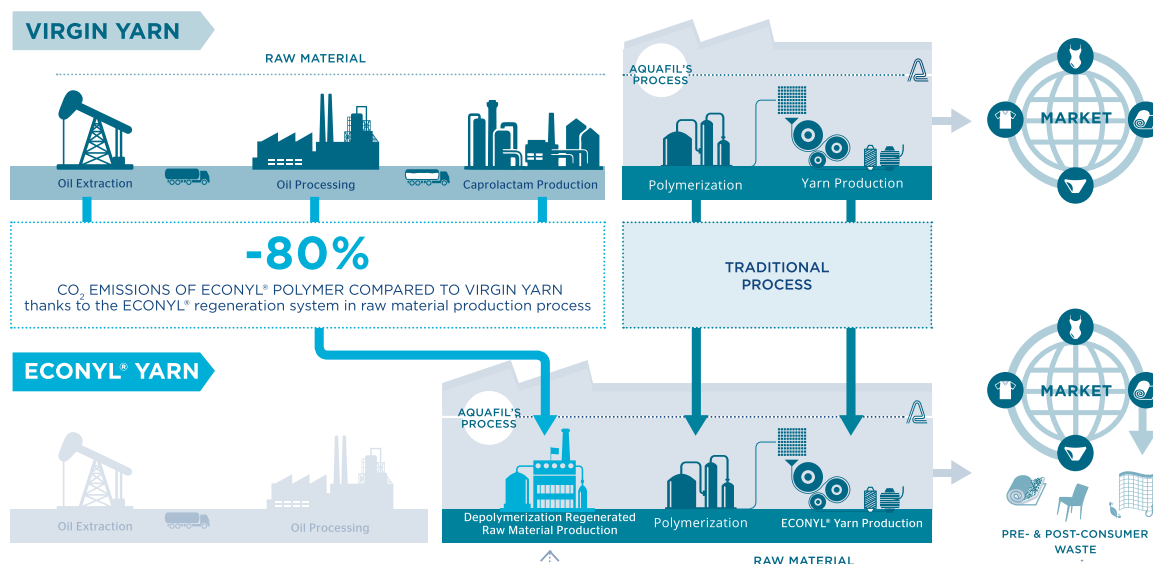 VIRGIN YARN
RAW MATERIAL
AQUAFIL'S
PROCESS
Oil Extraction
Oil Processing
Caprolactam Production
Polymerization
Yarn Production
MARKET
-80%
CO2 EMISSIONS OF ECONYL® POLYMER COMPARED TO VIRGIN YARN
thanks to the ECONYL® regeneration system in raw material production process
TRADITIONAL
PROCESS
ECONYL® YARN
AQUAFIL'S
PROCESS
Oil Extraction
Oil Processing
Depolymerization Regenerated
Raw Material Production
Polymerization
ECONYL® Yarn Production
MARKET
PRE- & POST-CONSUMER
WASTE
RAW MATERIAL